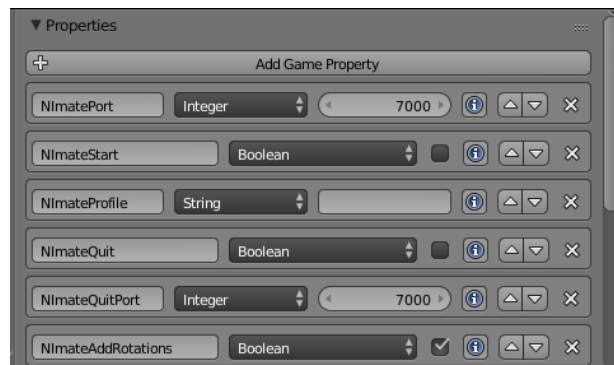 Properties
Add Game Property
NImatePort Integer 7000
NImateStart Boolean
NImateProfile String
NImateQuit Boolean
NImateQuitPort Integer 7000
NImateAddRotations Boolean